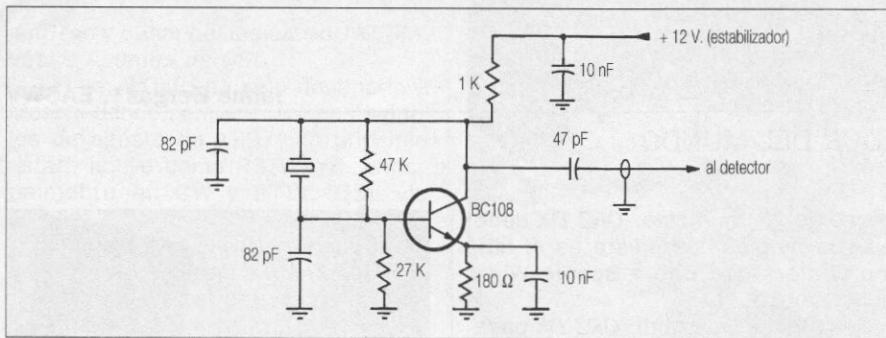 + 12 V. (estabilizador)
10 nF
1 K
82 pF
47 K
47 pF
al detector
BC108
82 pF
27 K
180 Ω
10 nF